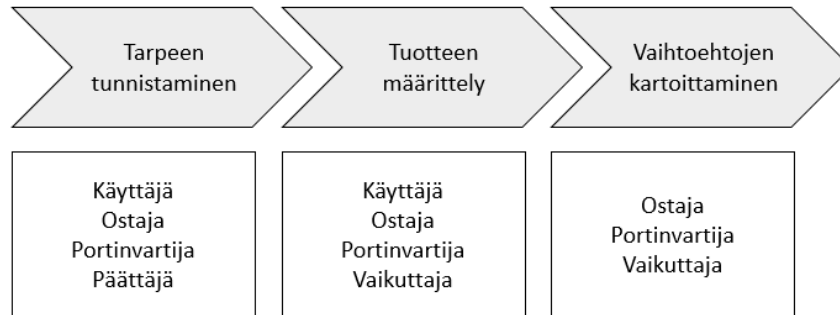 Tarpeen
tunnistaminen
Tuotteen
määrittely
Vaihtoehtojen
kartoittaminen
Käyttäjä
Ostaja
Portinvartija
Päättäjä
Käyttäjä
Ostaja
Portinvartija
Vaikuttaja
Ostaja
Portinvartija
Vaikuttaja